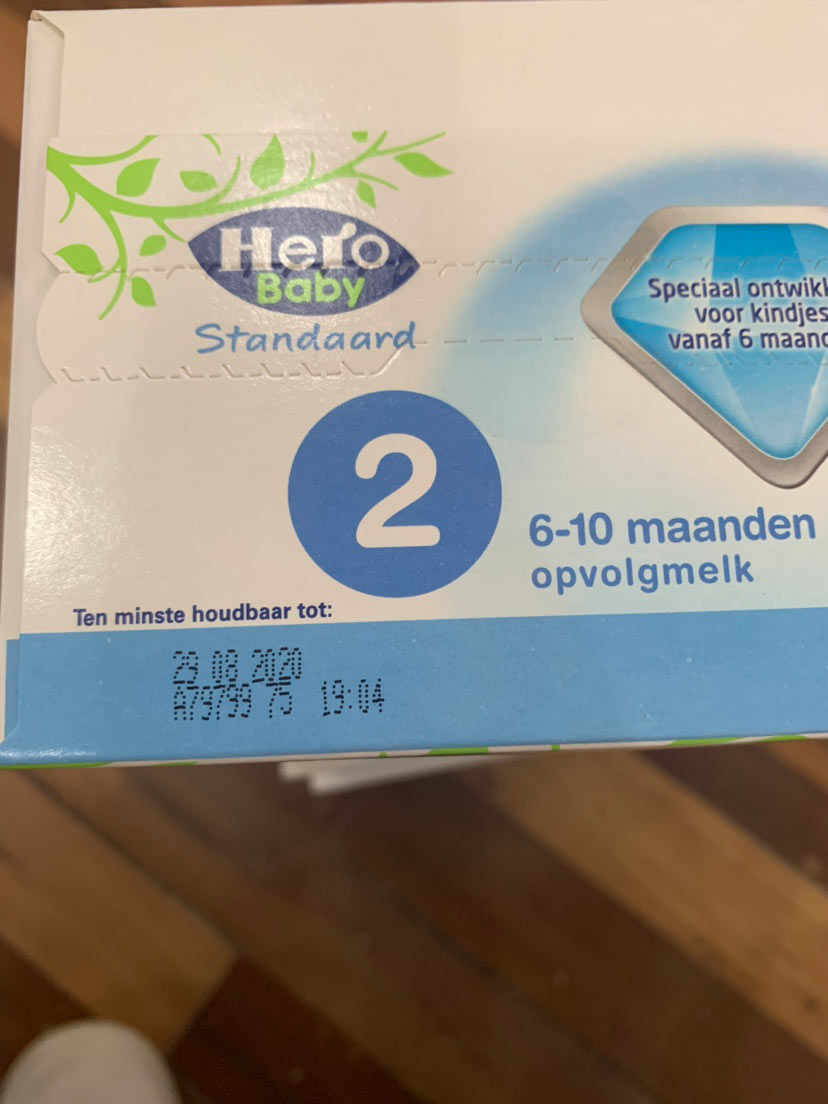 Hero
Baby
Standaard
Speciaal ontwikk
voor kindjes
vanaf 6 maand
2
6-10 maanden
opvolgmelk
Ten minste houdbaar tot:
29 08 2020
A79799 75 19:04